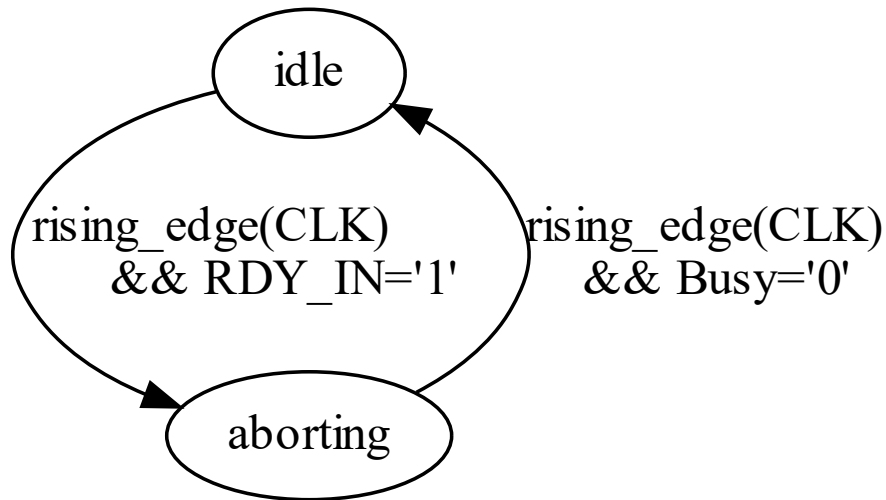 idle
rising_edge(CLK)
&& RDY_IN='1'
rising_edge(CLK)
&& Busy='0'
aborting